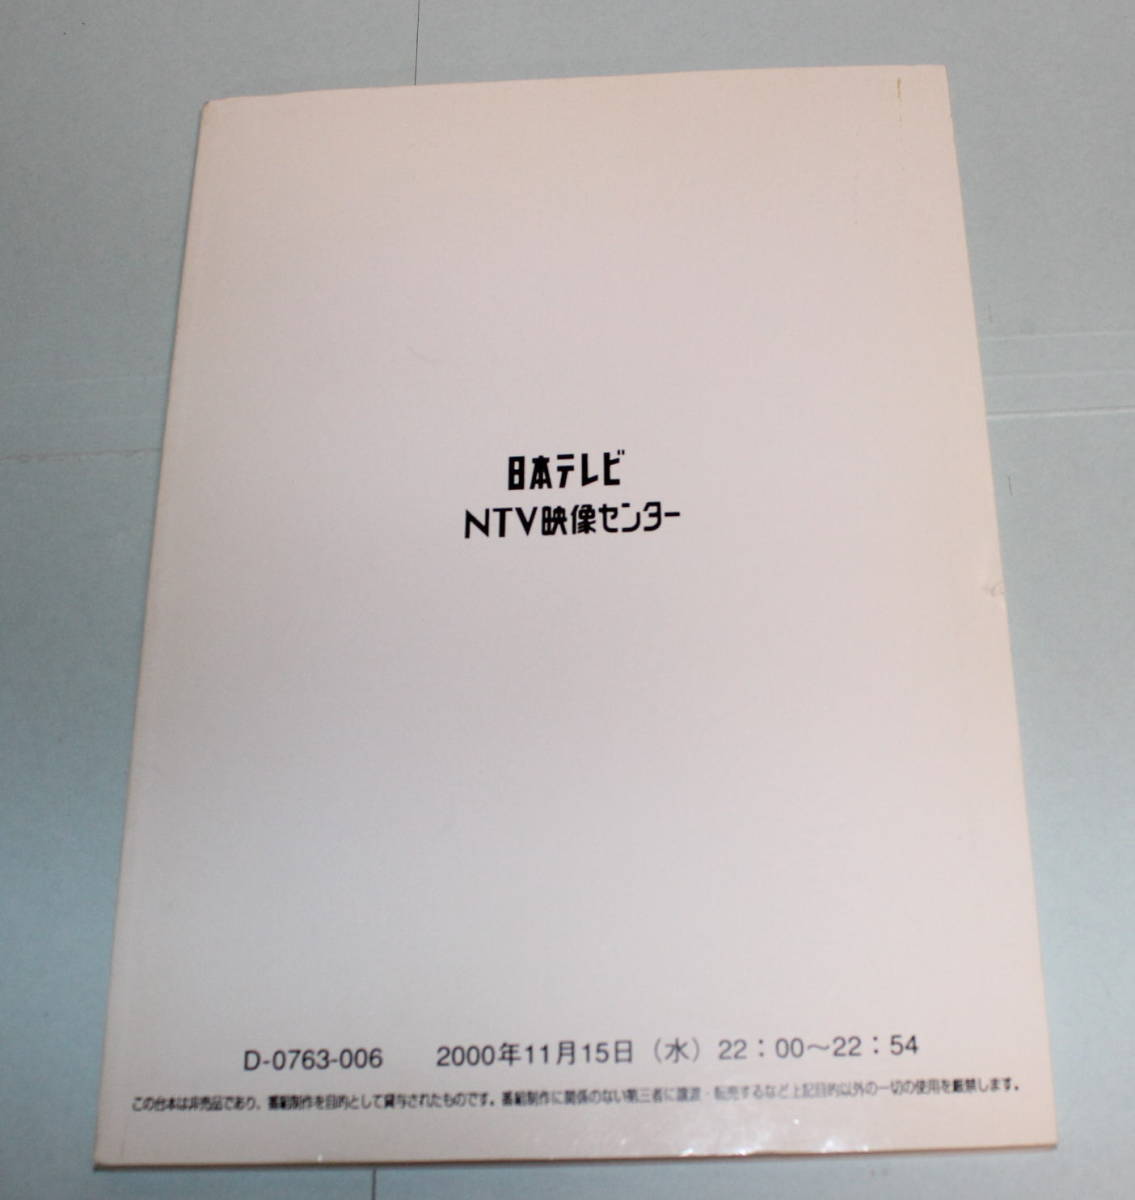 日本テレビ
NTV映像センター
D-0763-006 2000年11月15日（水）22：00〜22：54
この台本は非売品であり、番組制作を目的として貸与されたものです。番組制作に関係のない第三者に譲渡・転売するなど上記目的以外の一切の使用を厳禁します。